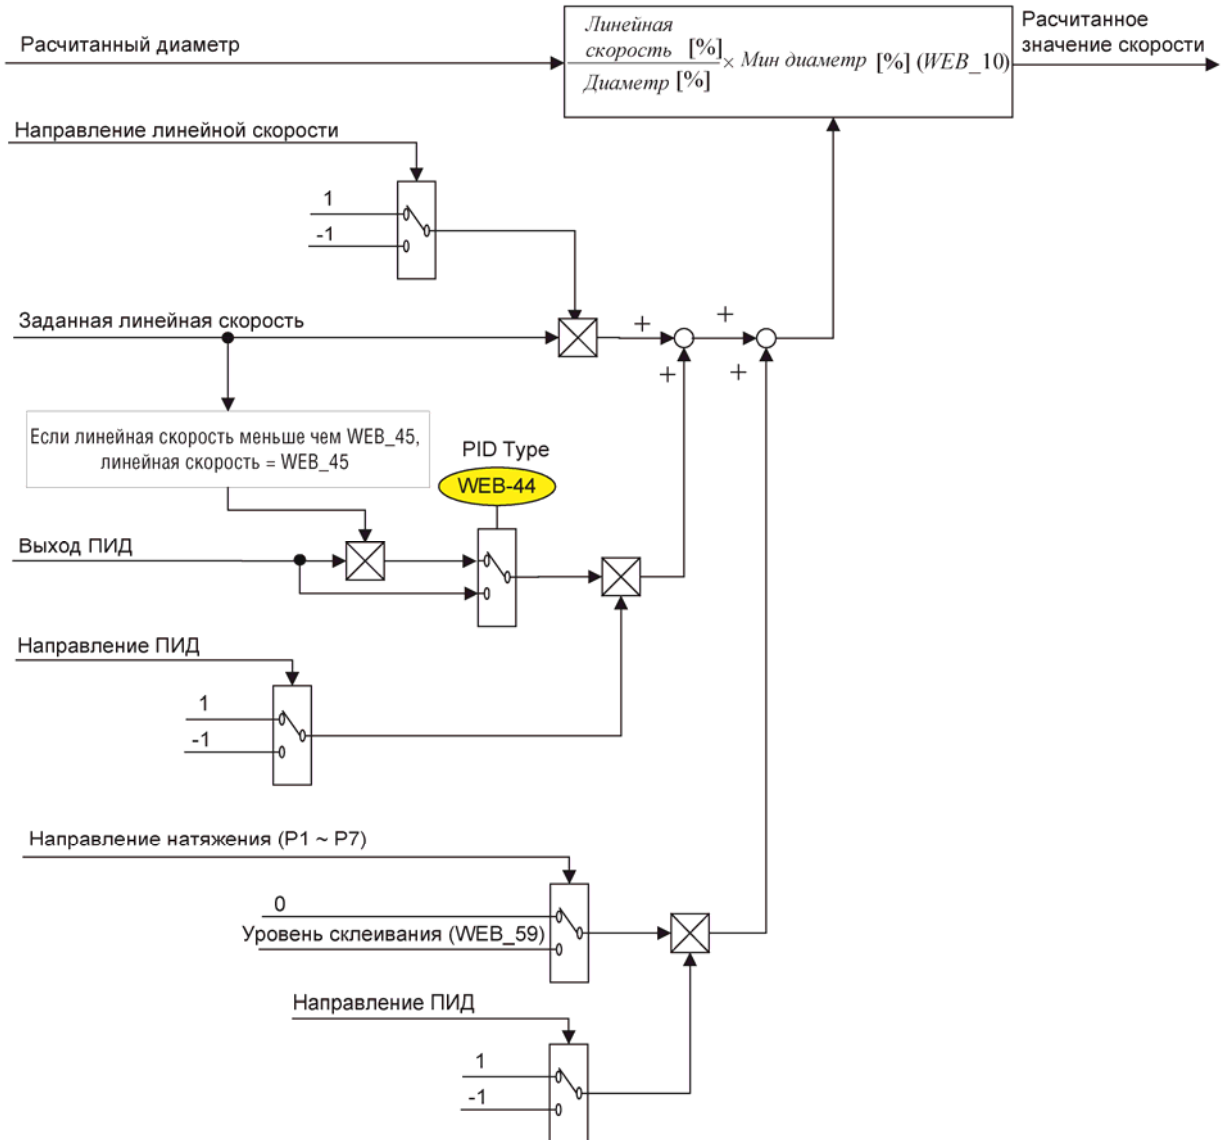 Расчитанный диаметр
Линейная
скорость [%]
Диаметр [%]
× Мин диаметр [%] (WEB_10)
Расчитанное
значение скорости
Направление линейной скорости
1
-1
Заданная линейная скорость
+
+
+
+
Если линейная скорость меньше чем WEB_45,
линейная скорость = WEB_45
PID Type
WEB-44
Выход ПИД
Направление ПИД
1
-1
Направление натяжения (P1 ~ P7)
0
Уровень склеивания (WEB_59)
Направление ПИД
1
-1